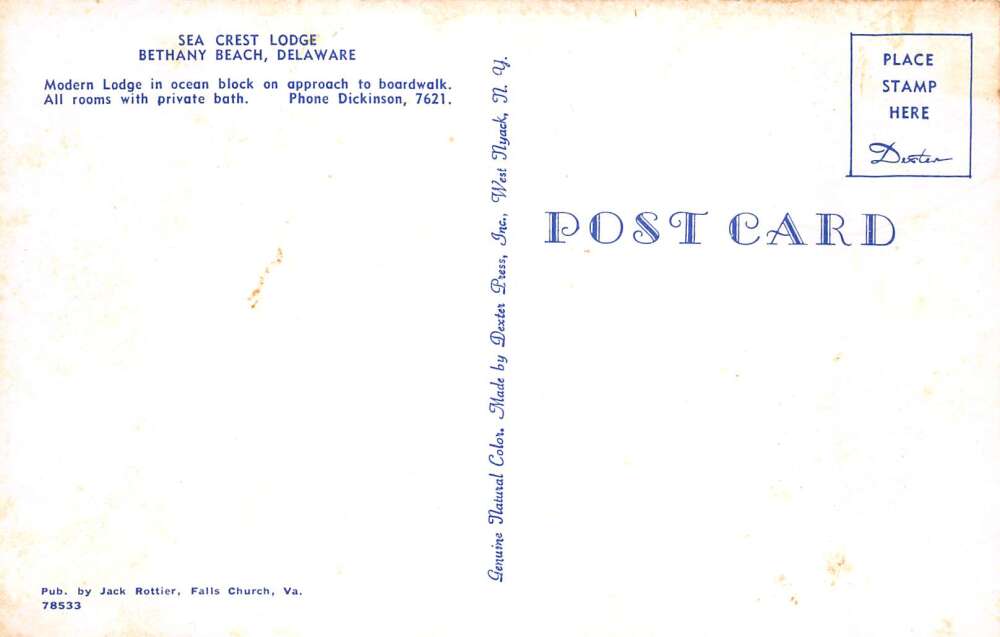 SEA CREST LODGE
BETHANY BEACH, DELAWARE
Modern Lodge in ocean block on approach to boardwalk.
All rooms with private bath. Phone Dickinson, 7621.
Pub. by Jack Rottier, Falls Church, Va.
78533
Genuine Natural Color. Made by Dexter Press, Inc., West Nyack, N. Y.
PLACE
STAMP
HERE
Dexter
POST CARD